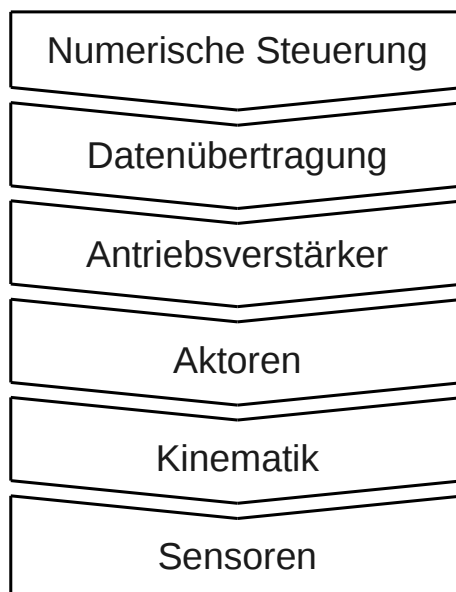 Numerische Steuerung
Datenübertragung
Antriebsverstärker
Aktoren
Kinematik
Sensoren